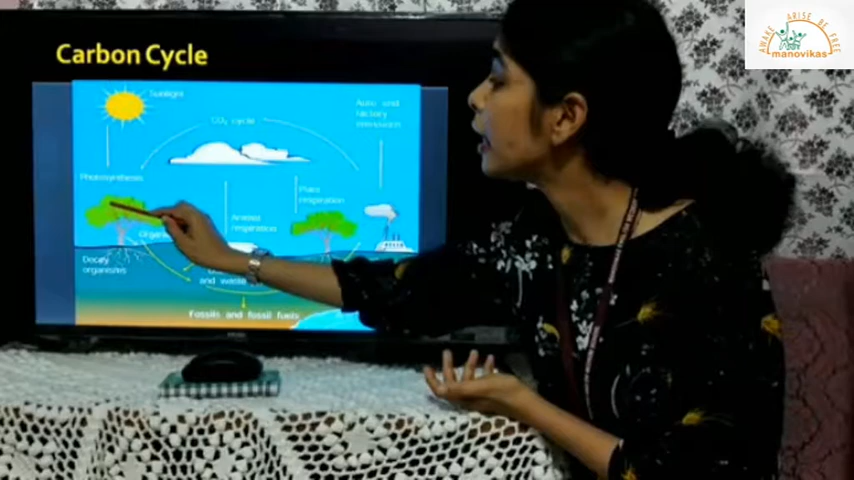 Carbon Cycle
Sunlight
CO₂ cycle
Auto and
factory
emissions
Photosynthesis
Plant
respiration
Animal
respiration
Decay
organisms
and waste
Fossils and fossil fuels
AWAKE ARISE BE FREE
manovikas